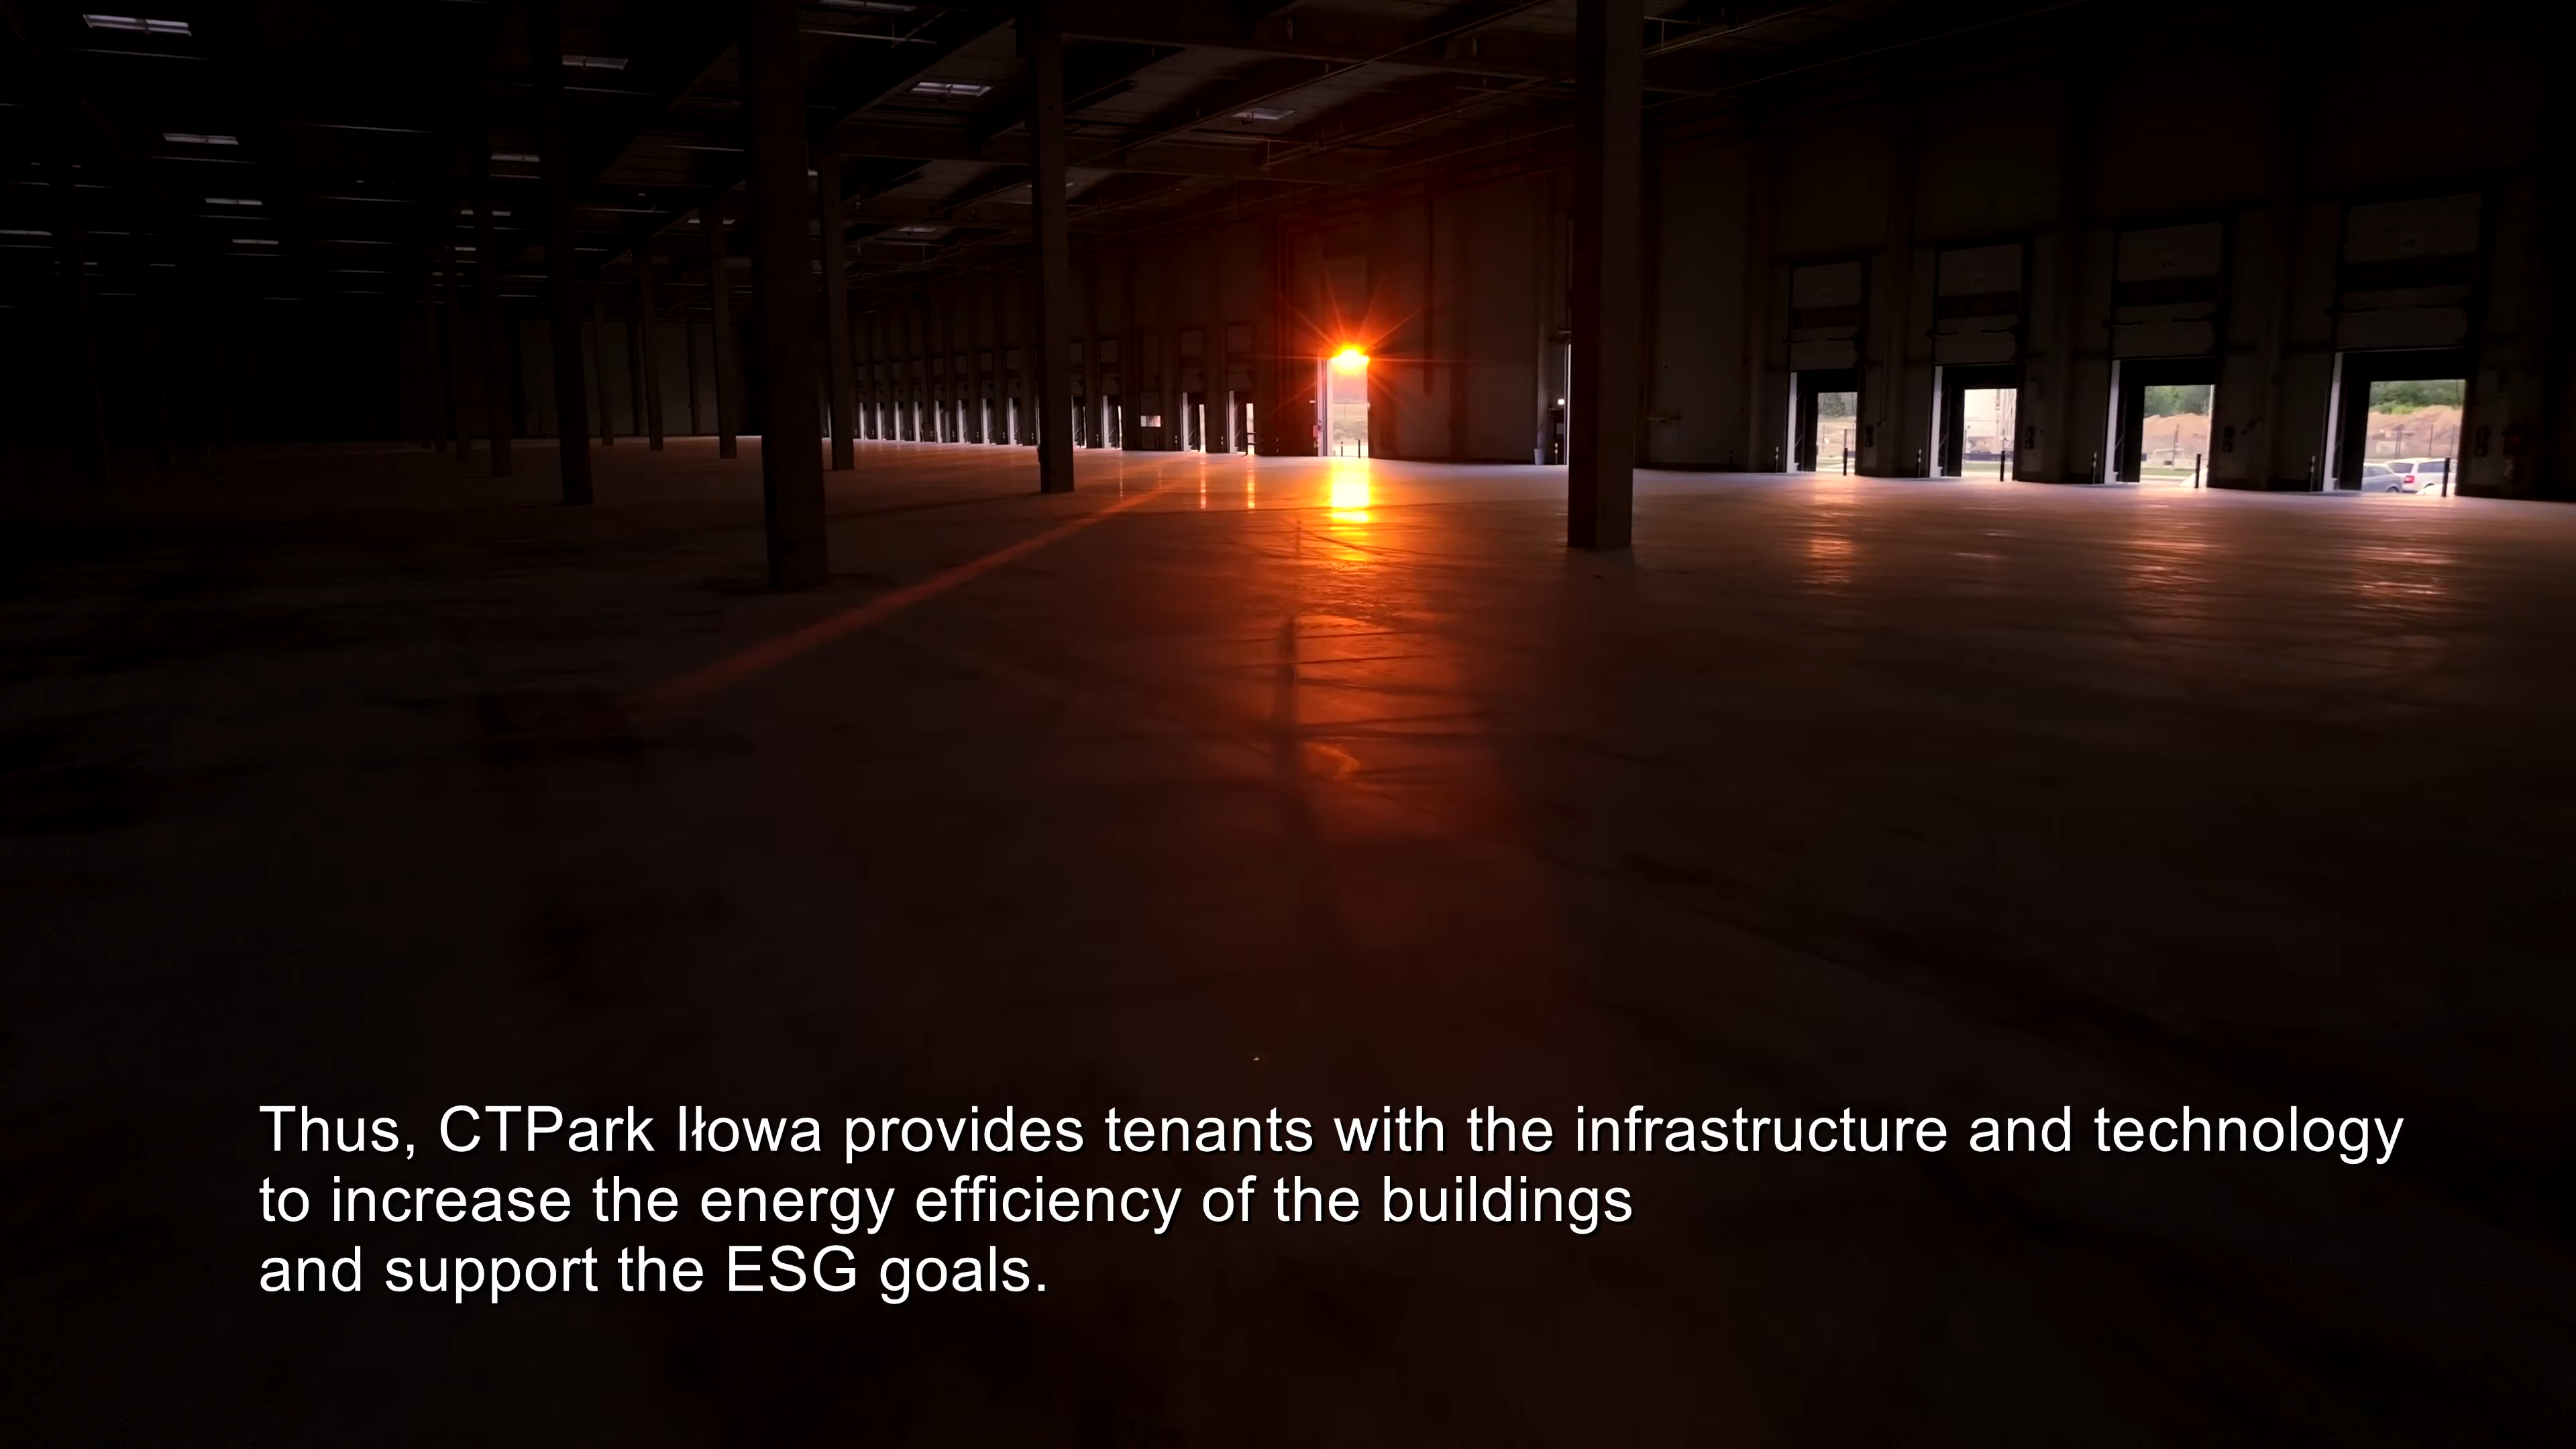 Thus, CTPark Iłowa provides tenants with the infrastructure and technology
to increase the energy efficiency of the buildings
and support the ESG goals.